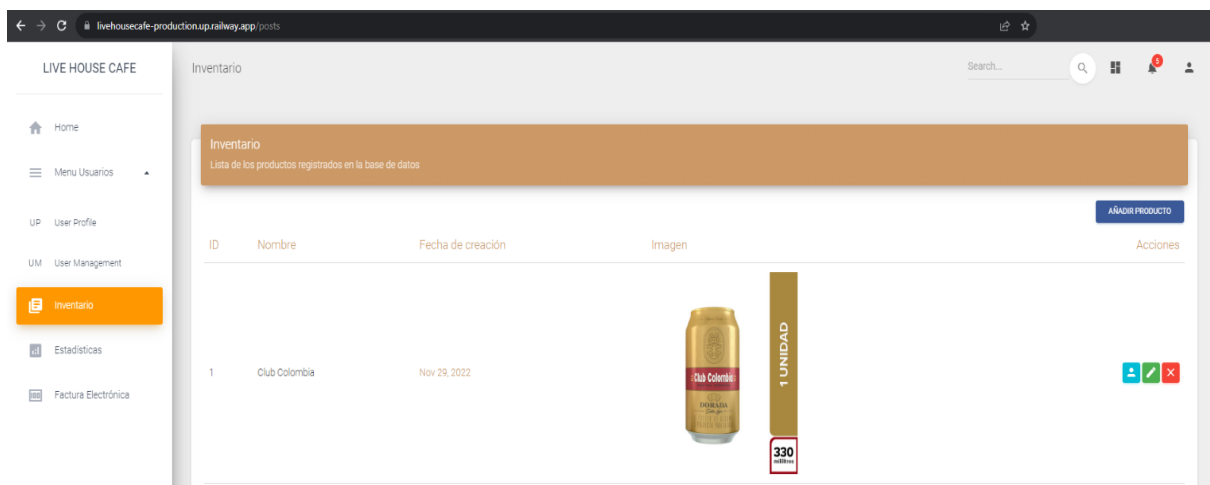 livehousecafe-production.up.railway.app/posts
LIVE HOUSE CAFE
Inventario
Search...
5
Home
Menu Usuarios
UP User Profile
UM User Management
Inventario
Estadísticas
Factura Electrónica
Inventario
Lista de los productos registrados en la base de datos
AÑADIR PRODUCTO
ID Nombre Fecha de creación Imagen Acciones
1 Club Colombia Nov 29, 2022
Club Colombia
DORADA
1 UNIDAD
330
mililitros